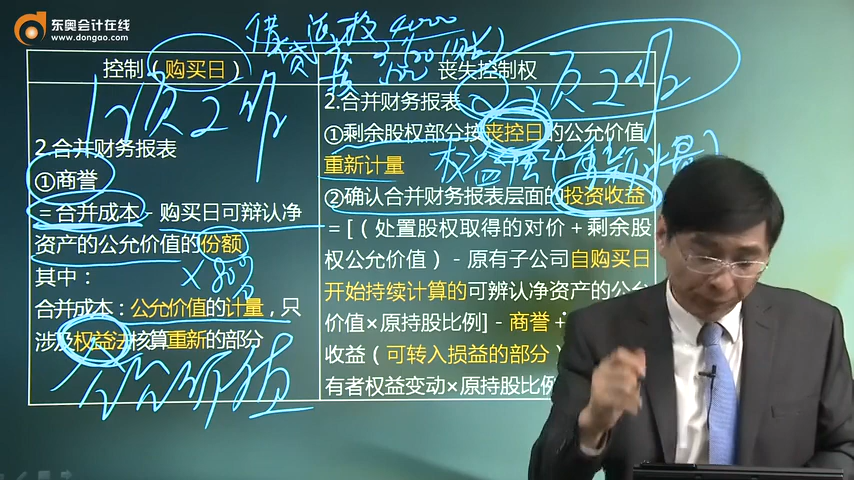 东奥会计在线
www.dongao.com
控制（购买日）
丧失控制权
2.合并财务报表
①商誉
=合并成本-购买日可辩认净
资产的公允价值的份额
其中：
合并成本：公允价值的计量，只
涉及权益法核算重新的部分
2.合并财务报表
①剩余股权部分按丧控日的公允价值
重新计量
②确认合并财务报表层面的投资收益
=[（处置股权取得的对价+剩余股
权公允价值）-原有子公司自购买日
开始持续计算的可辨认净资产的公允
价值×原持股比例]-商誉+
收益（可转入损益的部分
有者权益变动×原持股比例
×80%
公允价值